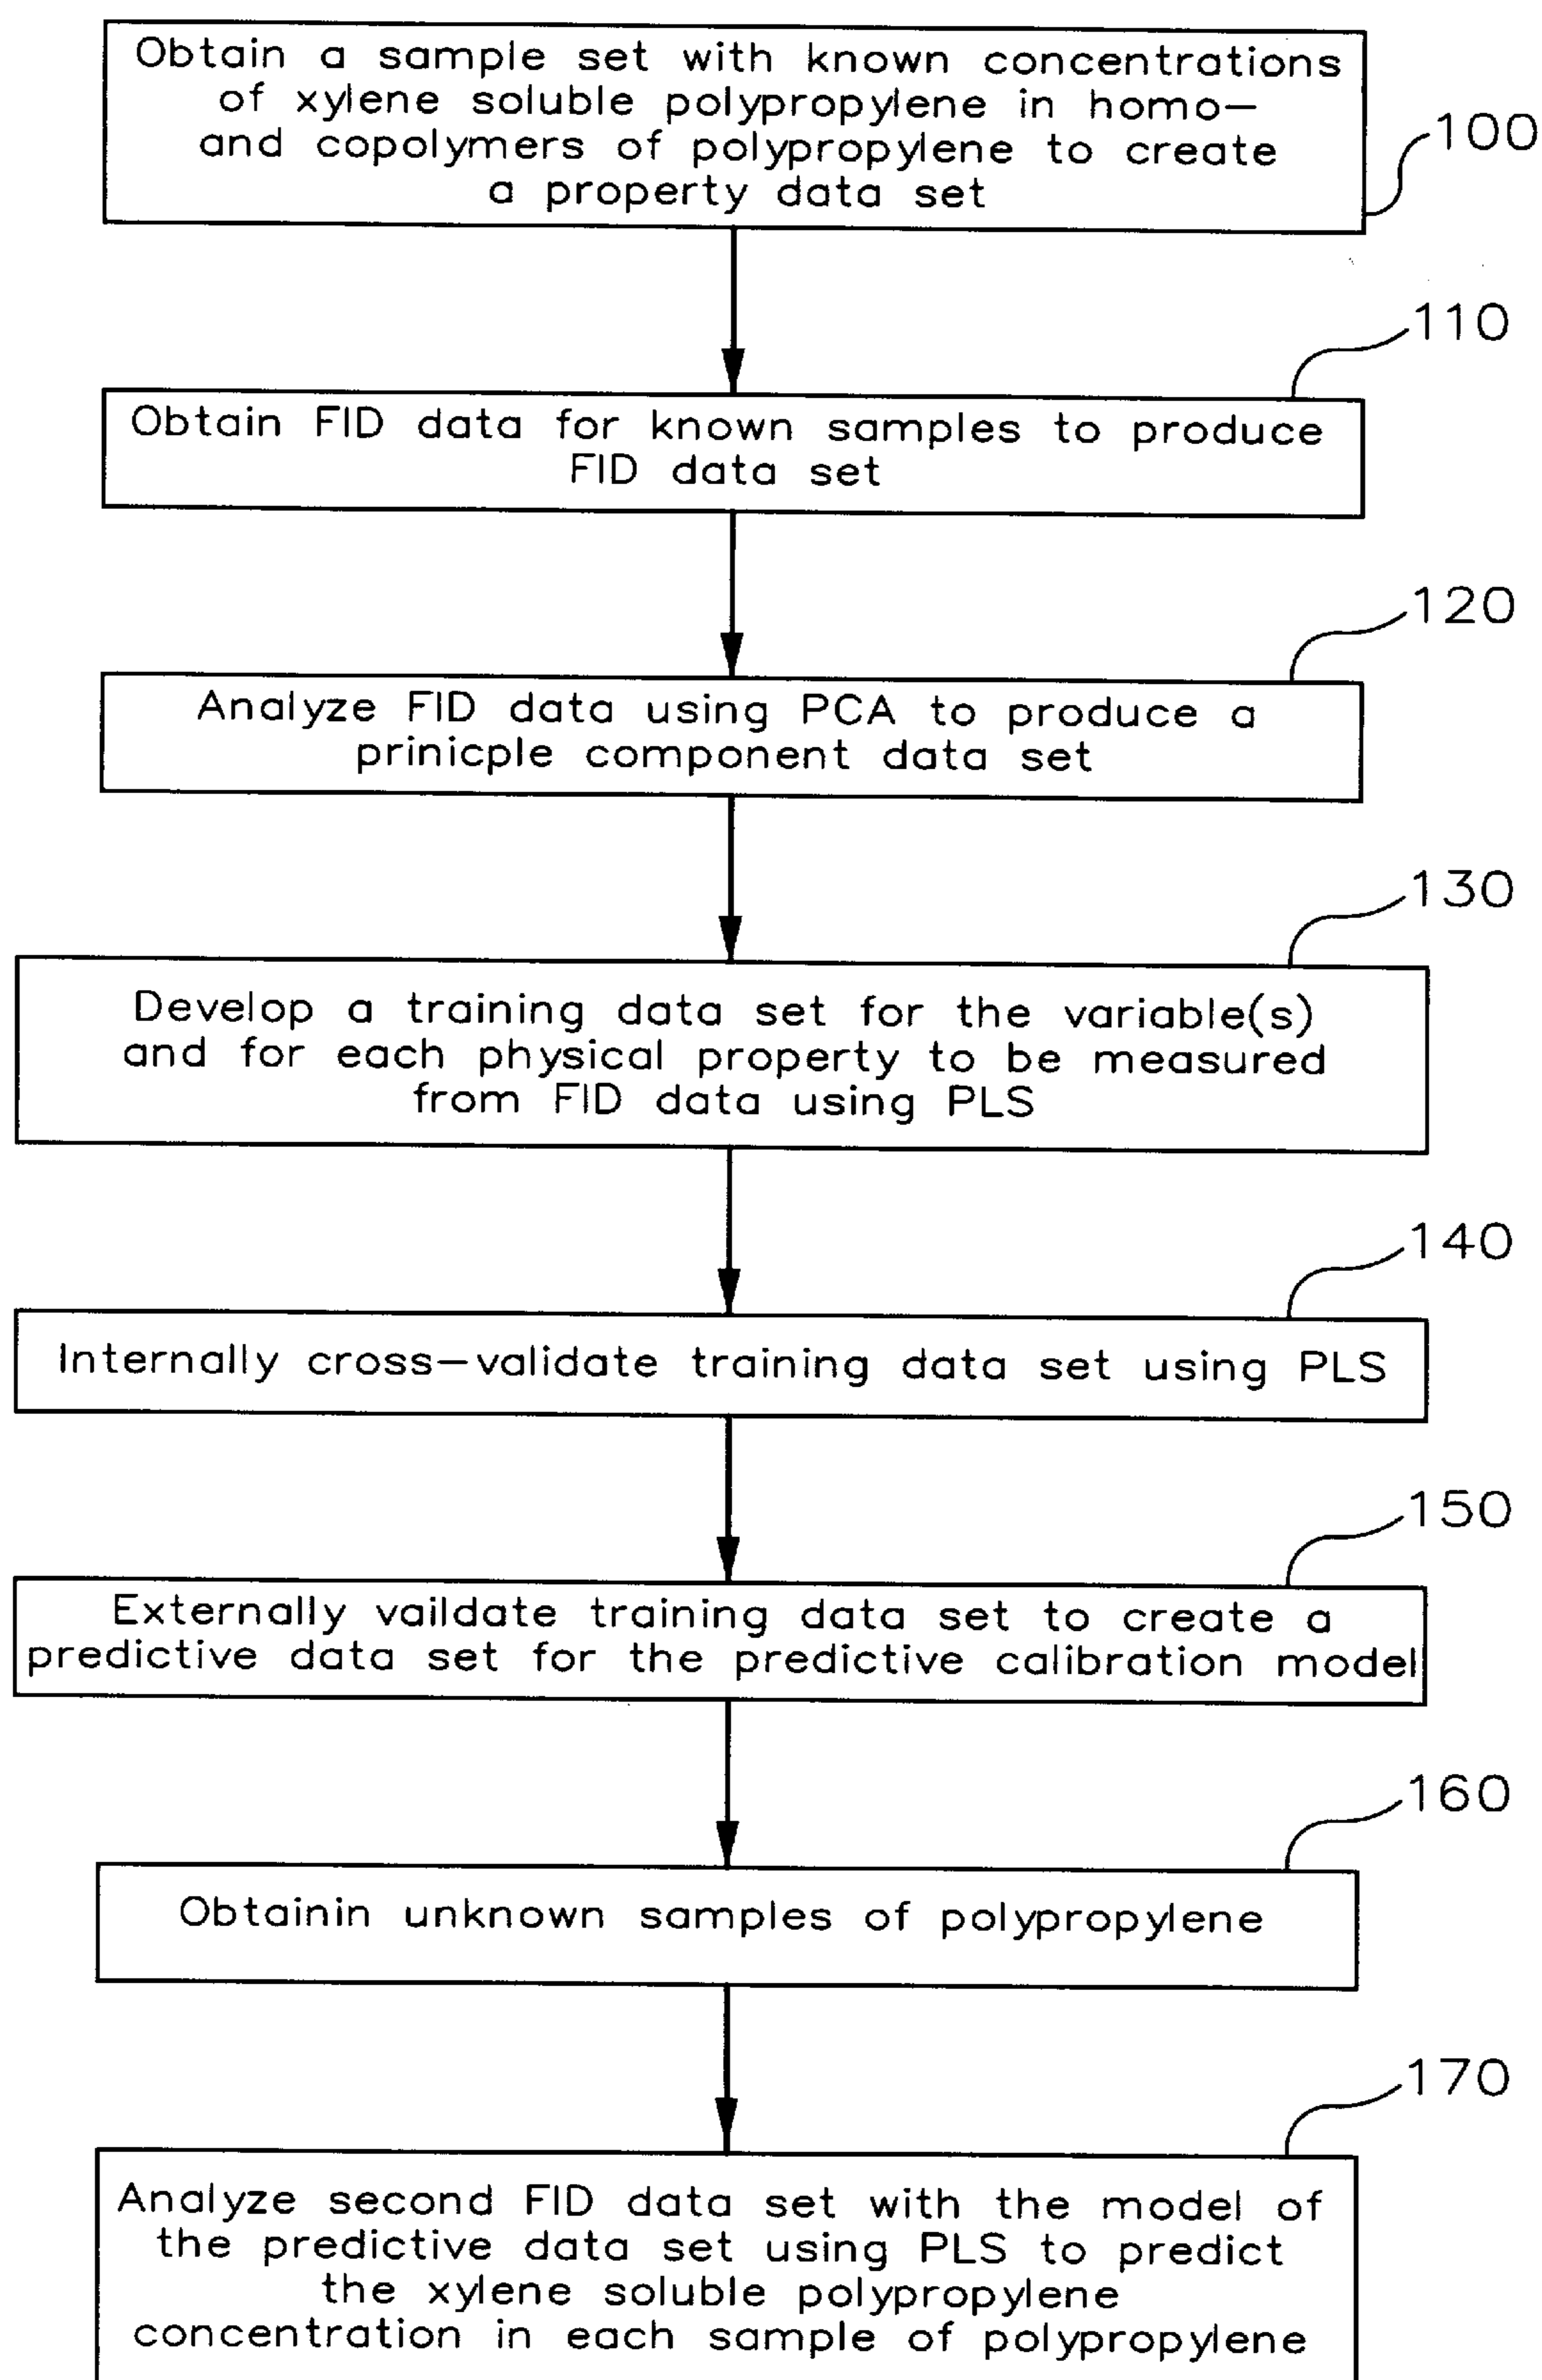 Obtain a sample set with known concentrations
of xylene soluble polypropylene in homo—
and copolymers of polypropylene to create
a property data set
100
110
Obtain FID data for known samples to produce
FID data set
120
Analyze FID data using PCA to produce a
prinicple component data set
130
Develop a training data set for the variable(s)
and for each physical property to be measured
from FID data using PLS
140
Internally cross—validate training data set using PLS
150
Externally vaildate training data set to create a
predictive data set for the predictive calibration model
160
Obtainin unknown samples of polypropylene
170
Analyze second FID data set with the model of
the predictive data set using PLS to predict
the xylene soluble polypropylene
concentration in each sample of polypropylene